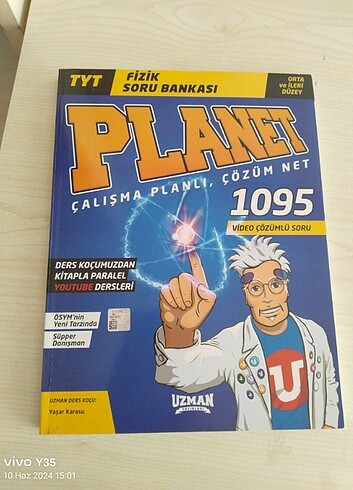 TYT
FİZİK
SORU BANKASI
ORTA
ve İLERİ
DÜZEY
PLANET
ÇALIŞMA PLANLI, ÇÖZÜM NET
1095
VİDEO ÇÖZÜMLÜ SORU
DERS KOÇUMUZDAN
KİTAPLA PARALEL
YOUTUBE DERSLERİ
ÖSYM'nin
Yeni Tarzında
Süpper
Danışman
U
UZMAN DERS KOÇU:
Yaşar Karasu
UZMAN
YAYINLARI
vivo Y35
10 Haz 2024 15:01